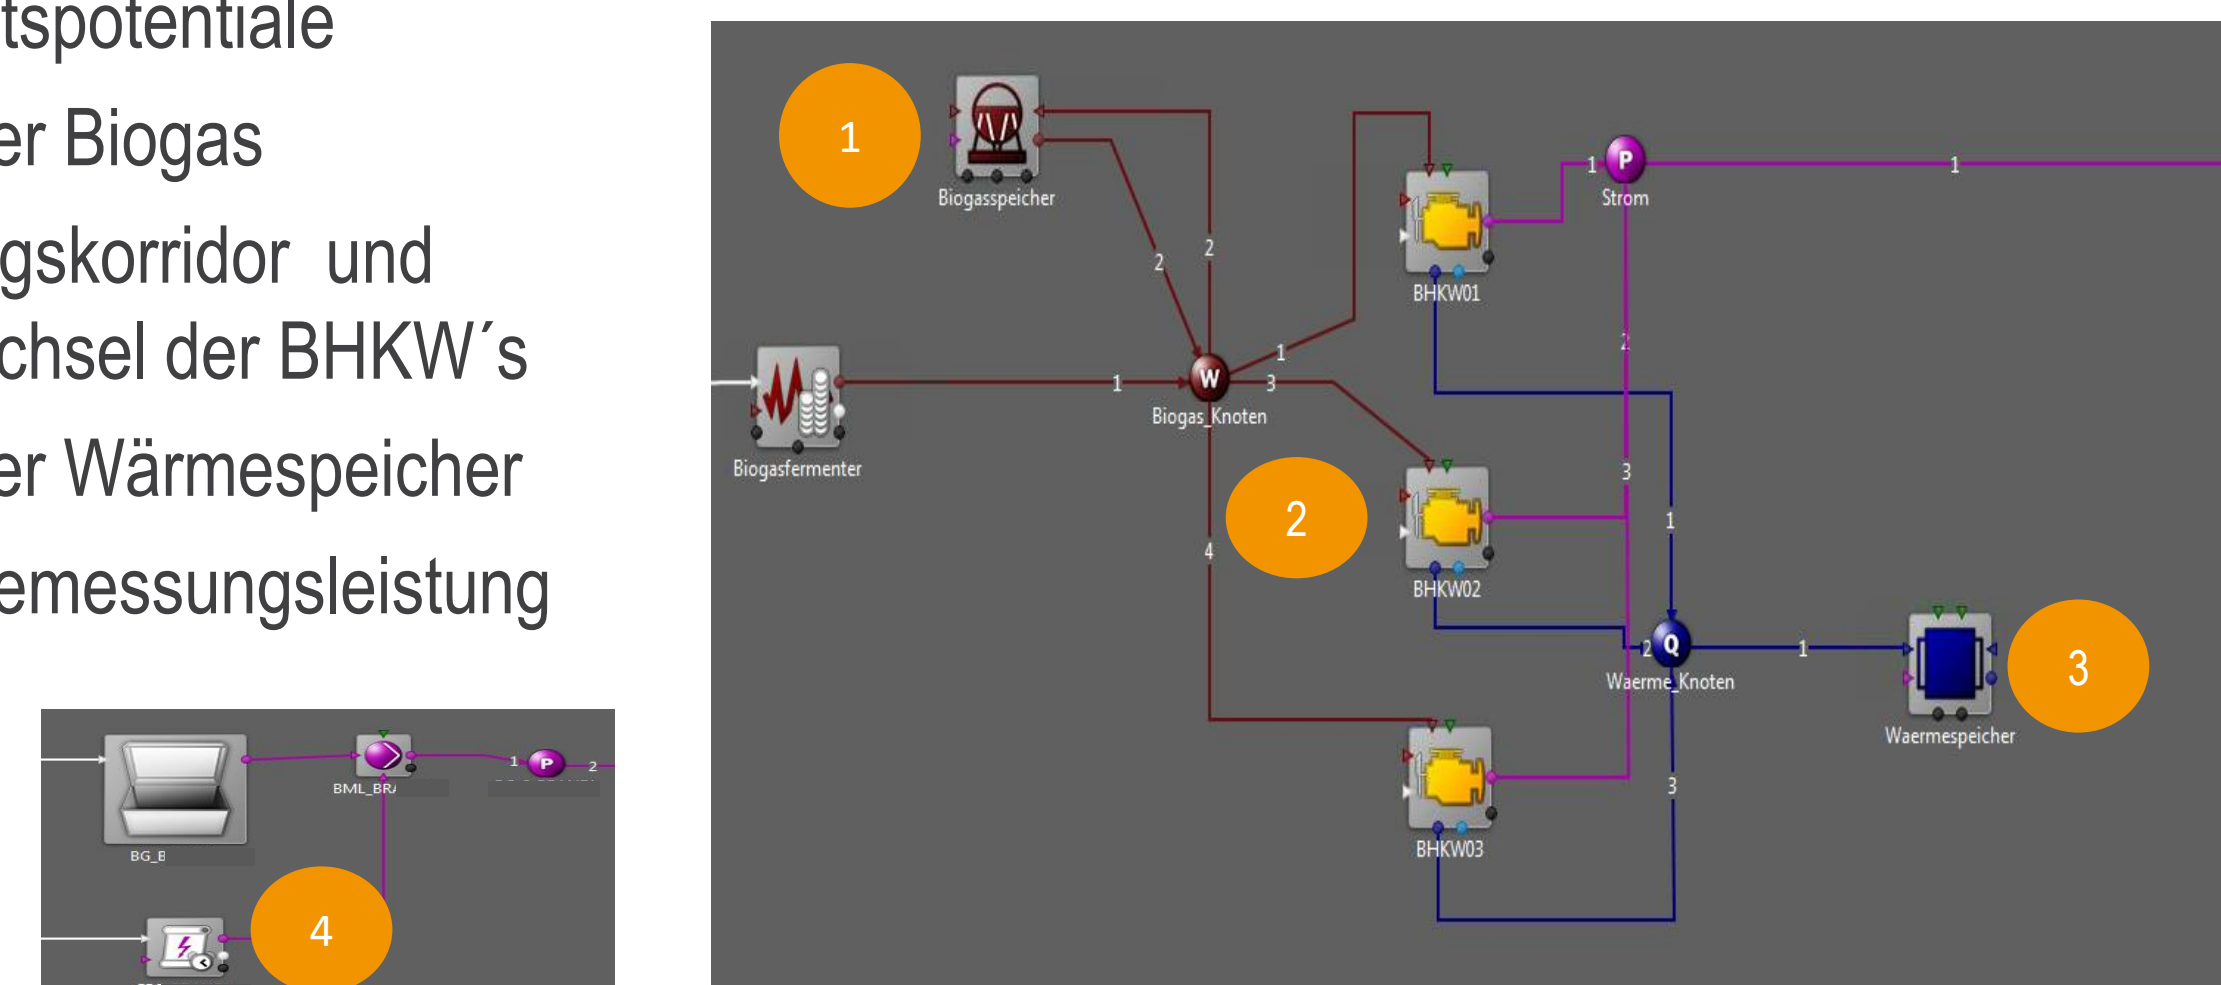 tspotentiale
er Biogas
gskorridor und
chsel der BHKW´s
er Wärmespeicher
emessungsleistung
1
Biogasspeicher
2
2
1
P
1
Strom
BHKW01
2
Biogasfermenter
1
W
1
3
Biogas_Knoten
2
4
BHKW02
3
1
2
Q
1
Waerme_Knoten
3
Waermespeicher
3
BHKW03
1
P
2
BML_BRA
BG_B
4